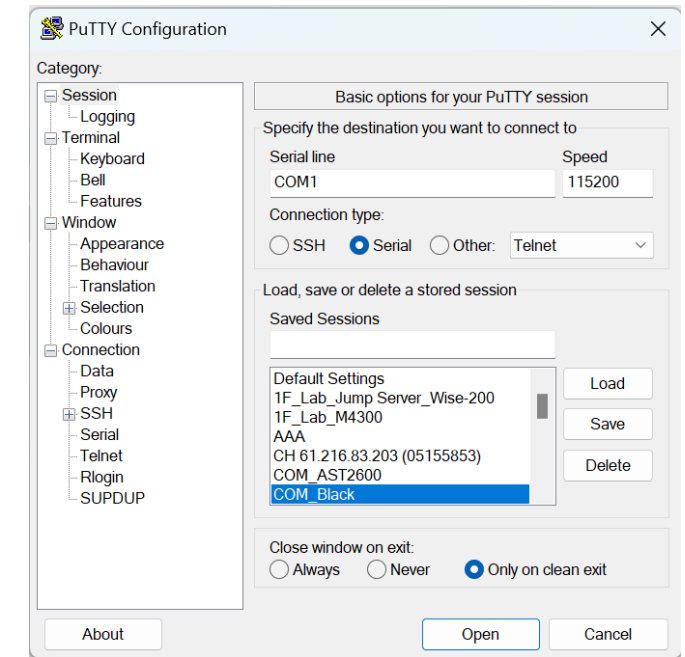 PuTTY Configuration
Category:
Session
Logging
Terminal
Keyboard
Bell
Features
Window
Appearance
Behaviour
Translation
Selection
Colours
Connection
Data
Proxy
SSH
Serial
Telnet
Rlogin
SUPDUP
Basic options for your PuTTY session
Specify the destination you want to connect to
Serial line Speed
COM1 115200
Connection type:
SSH Serial Other: Telnet
Load, save or delete a stored session
Saved Sessions
Default Settings
1F_Lab_Jump Server_Wise-200
1F_Lab_M4300
AAA
CH 61.216.83.203 (05155853)
COM_AST2600
COM_Black
Load
Save
Delete
Close window on exit:
Always Never Only on clean exit
About Open Cancel